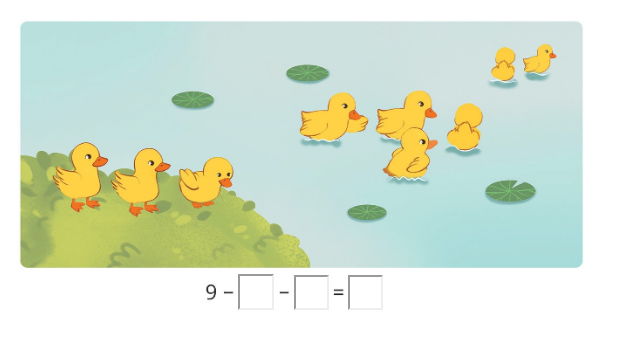 9 − − =